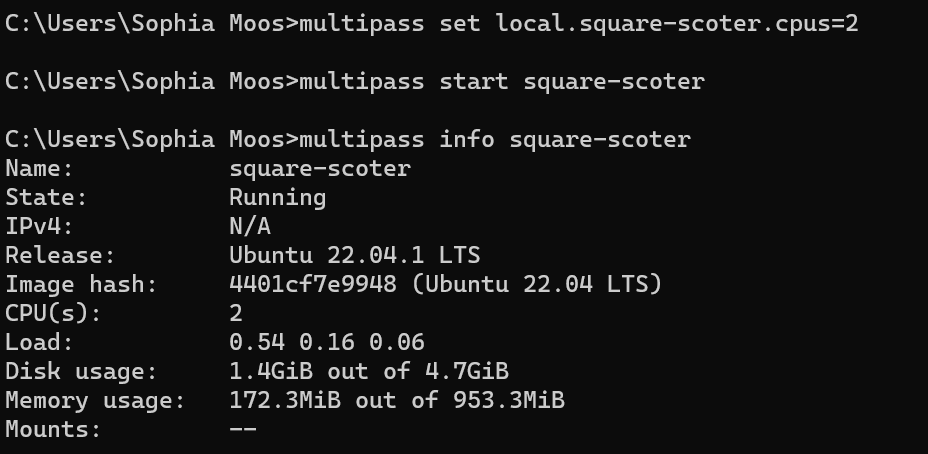 C:\Users\Sophia Moos>multipass set local.square-scoter.cpus=2
C:\Users\Sophia Moos>multipass start square-scoter
C:\Users\Sophia Moos>multipass info square-scoter
Name:           square-scoter
State:          Running
IPv4:           N/A
Release:        Ubuntu 22.04.1 LTS
Image hash:     4401cf7e9948 (Ubuntu 22.04 LTS)
CPU(s):         2
Load:           0.54 0.16 0.06
Disk usage:     1.4GiB out of 4.7GiB
Memory usage:   172.3MiB out of 953.3MiB
Mounts:         --